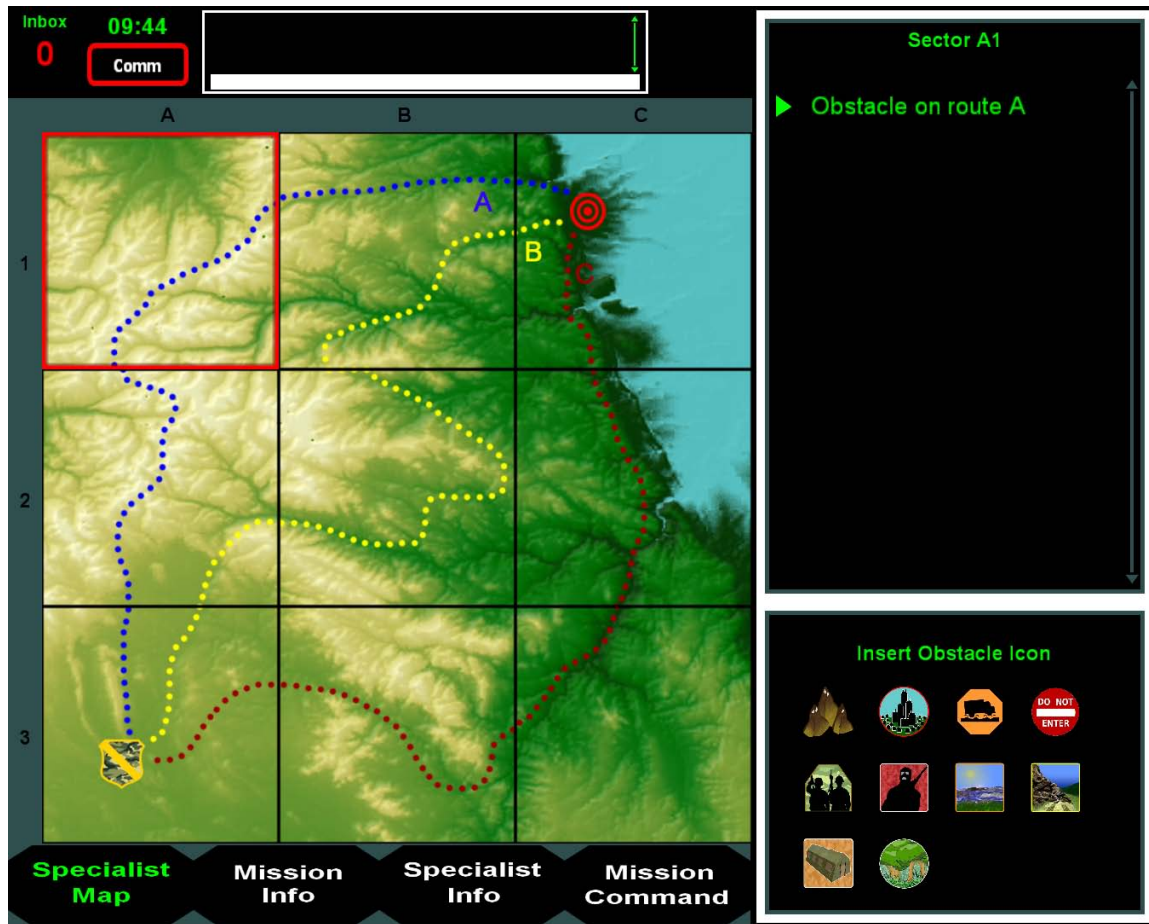 Inbox
09:44
0
Comm
Sector A1
Obstacle on route A
A
B
C
1
A
B
C
2
3
Insert Obstacle Icon
DO NOT
ENTER
Specialist
Map
Mission
Info
Specialist
Info
Mission
Command